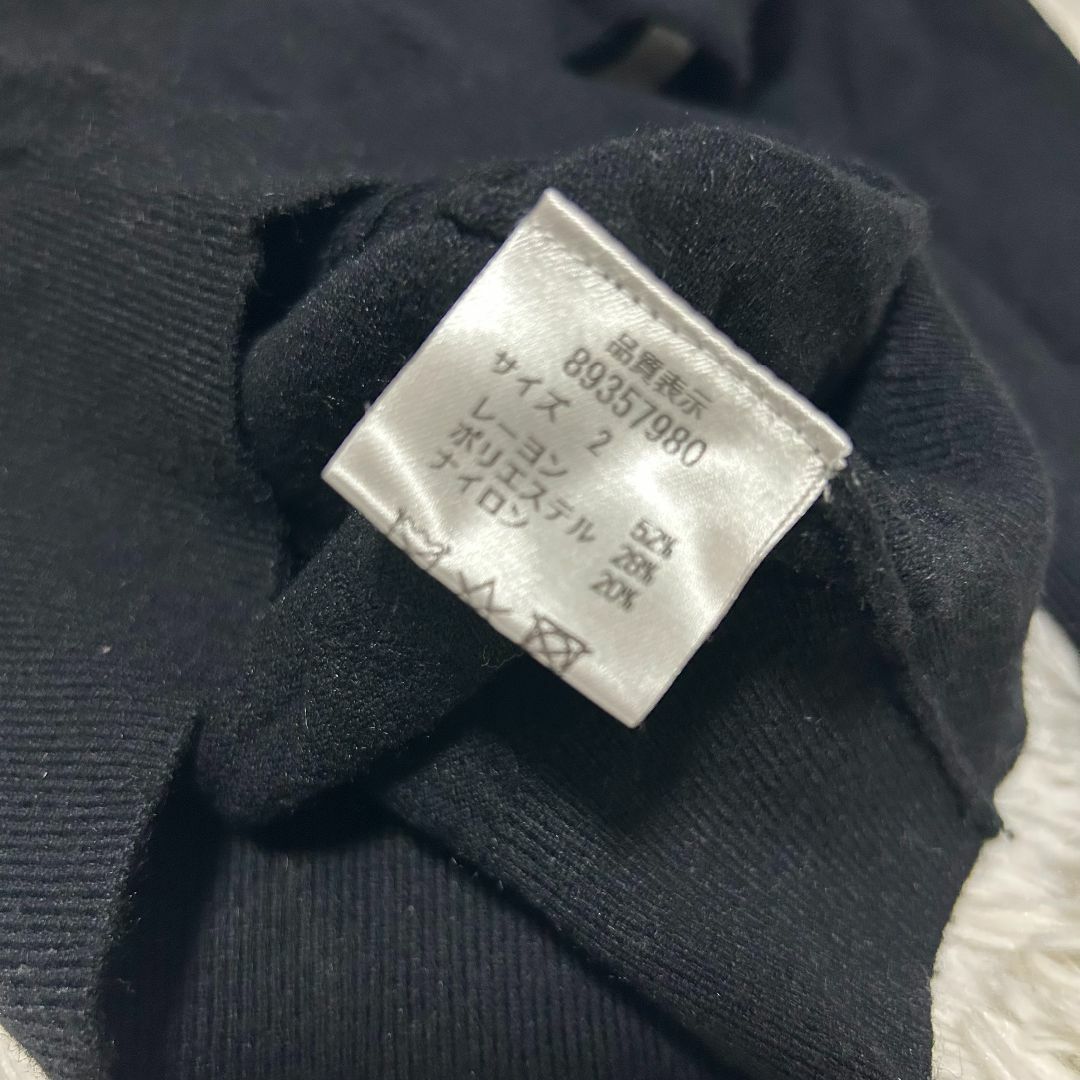 品質表示
89357980
サイズ 2
レーヨン 52%
ポリエステル 28%
ナイロン 20%